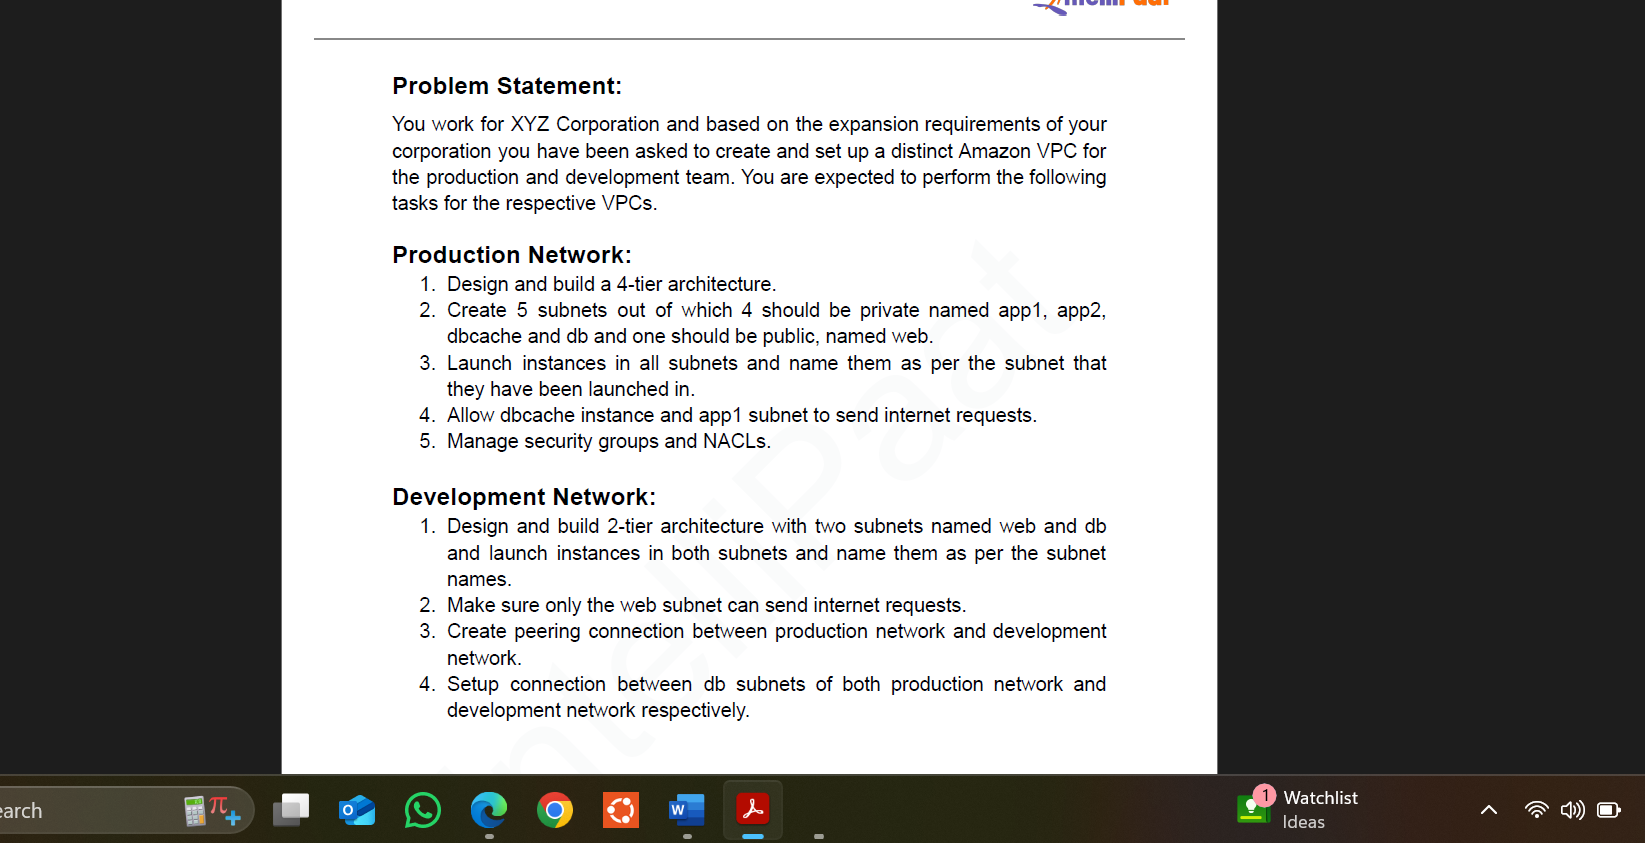 Problem Statement:
You work for XYZ Corporation and based on the expansion requirements of your
corporation you have been asked to create and set up a distinct Amazon VPC for
the production and development team. You are expected to perform the following
tasks for the respective VPCs.
Production Network:
1. Design and build a 4-tier architecture.
2. Create 5 subnets out of which 4 should be private named app1, app2,
dbcache and db and one should be public, named web.
3. Launch instances in all subnets and name them as per the subnet that
they have been launched in.
4. Allow dbcache instance and app1 subnet to send internet requests.
5. Manage security groups and NACLs.
Development Network:
1. Design and build 2-tier architecture with two subnets named web and db
and launch instances in both subnets and name them as per the subnet
names.
2. Make sure only the web subnet can send internet requests.
3. Create peering connection between production network and development
network.
4. Setup connection between db subnets of both production network and
development network respectively.
IntelliPaat
earch
1
Watchlist
Ideas